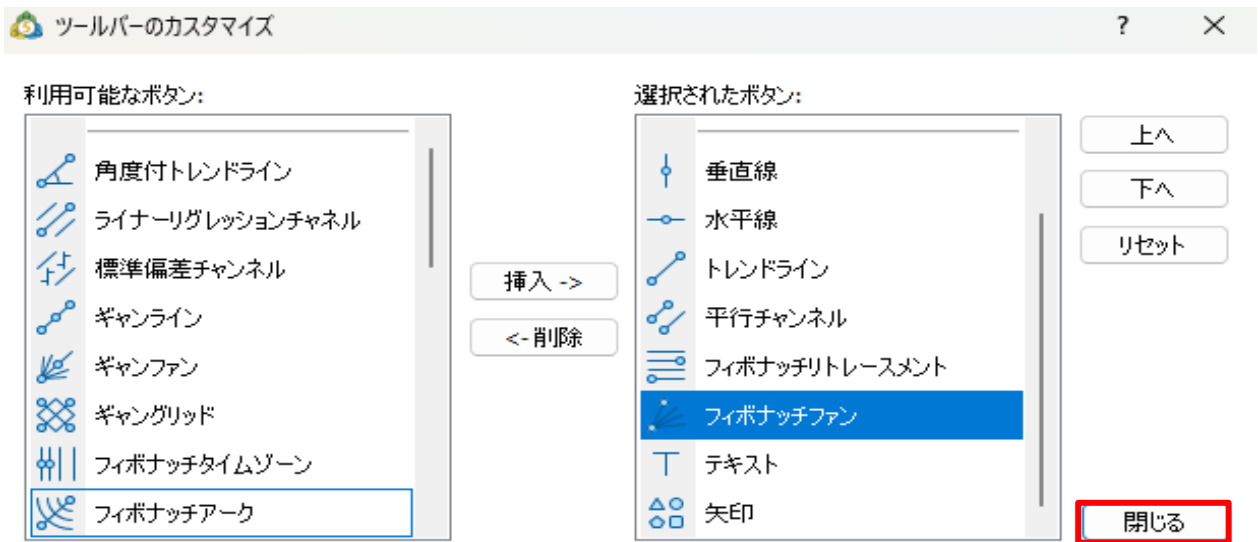 ツールバーのカスタマイズ
?
利用可能なボタン:
角度付トレンドライン
ライナーリグレッションチャネル
標準偏差チャンネル
ギャンライン
ギャンファン
ギャングリッド
フィボナッチタイムゾーン
フィボナッチアーク
挿入 ->
<- 削除
選択されたボタン:
垂直線
水平線
トレンドライン
平行チャンネル
フィボナッチリトレースメント
フィボナッチファン
テキスト
矢印
上へ
下へ
リセット
閉じる